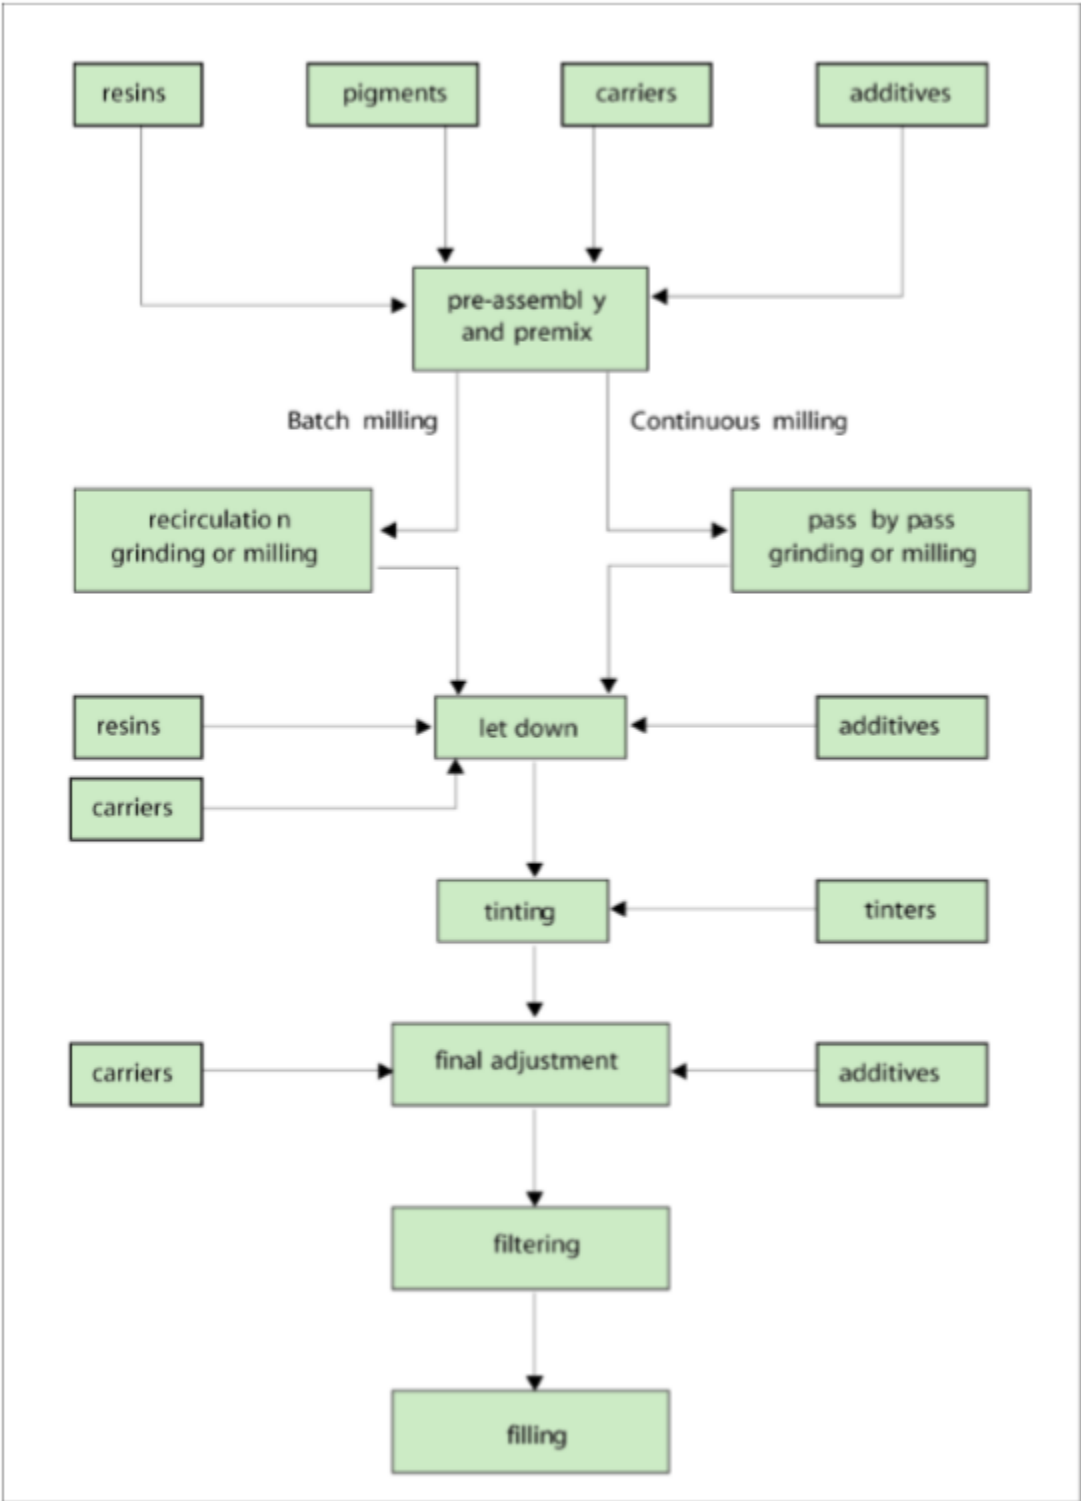 resins
pigments
carriers
additives
pre-assembl y
and premix
Batch milling
Continuous milling
recirculatio n
grinding or milling
pass by pass
grinding or milling
resins
let down
additives
carriers
tinting
tinters
carriers
final adjustment
additives
filtering
filling